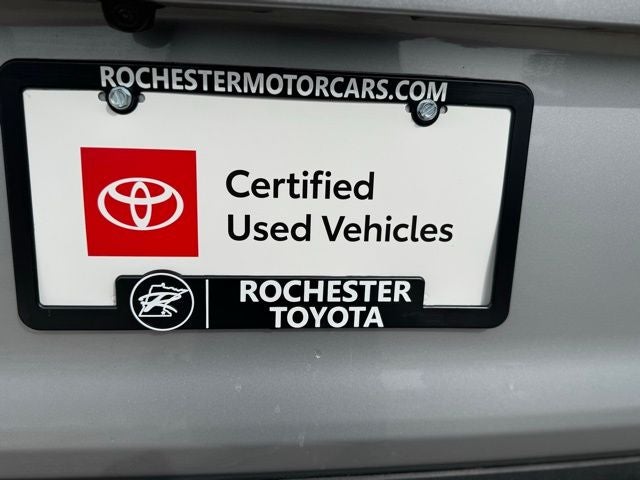 ROCHESTERMOTORCARS.COM
Certified
Used Vehicles
ROCHESTER
TOYOTA